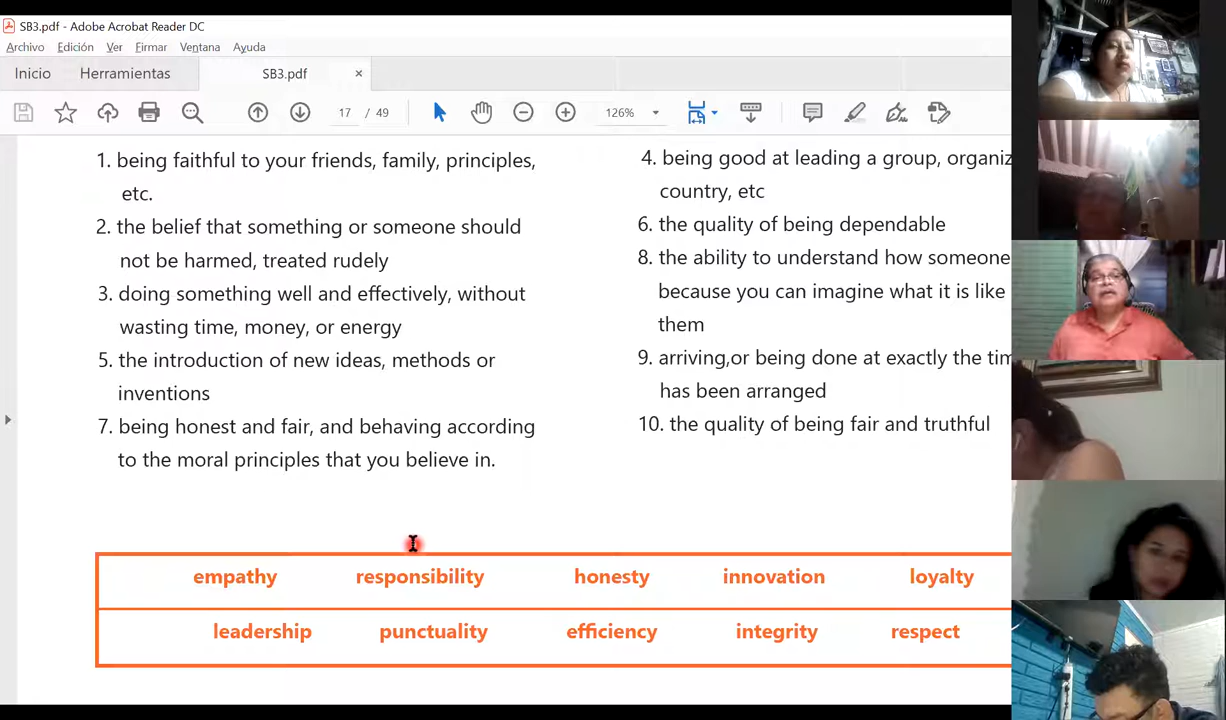 SB3.pdf - Adobe Acrobat Reader DC
Archivo Edición Ver Firmar Ventana Ayuda
Inicio Herramientas SB3.pdf ×
17 / 49 126%
1. being faithful to your friends, family, principles,
etc.
2. the belief that something or someone should
not be harmed, treated rudely
3. doing something well and effectively, without
wasting time, money, or energy
5. the introduction of new ideas, methods or
inventions
7. being honest and fair, and behaving according
to the moral principles that you believe in.
4. being good at leading a group, organiz
country, etc
6. the quality of being dependable
8. the ability to understand how someone
because you can imagine what it is like
them
9. arriving,or being done at exactly the tim
has been arranged
10. the quality of being fair and truthful
empathy responsibility honesty innovation loyalty
leadership punctuality efficiency integrity respect